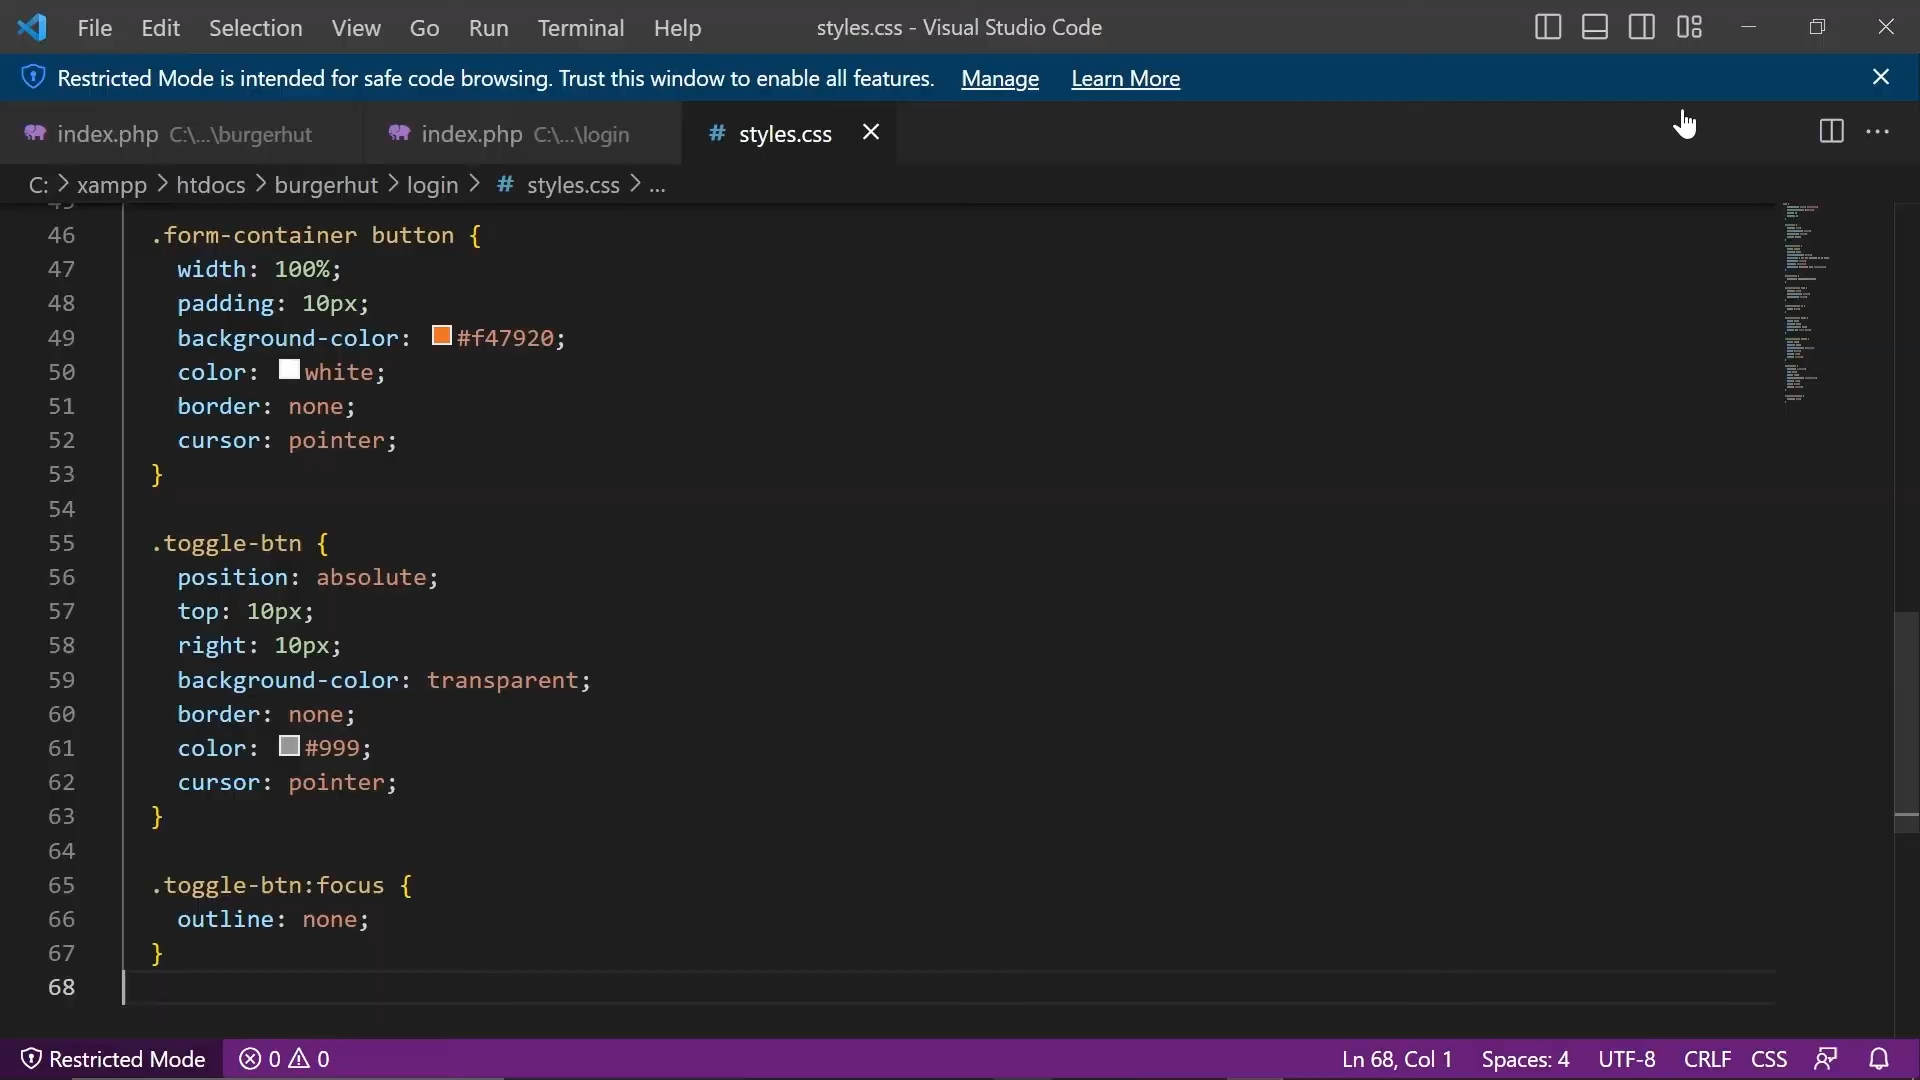 File Edit Selection View Go Run Terminal Help styles.css - Visual Studio Code
Restricted Mode is intended for safe code browsing. Trust this window to enable all features. Manage Learn More
index.php C:\...\burgerhut index.php C:\...\login # styles.css
C: > xampp > htdocs > burgerhut > login > # styles.css > ...
46 .form-container button {
47 width: 100%;
48 padding: 10px;
49 background-color: #f47920;
50 color: white;
51 border: none;
52 cursor: pointer;
53 }
54
55 .toggle-btn {
56 position: absolute;
57 top: 10px;
58 right: 10px;
59 background-color: transparent;
60 border: none;
61 color: #999;
62 cursor: pointer;
63 }
64
65 .toggle-btn:focus {
66 outline: none;
67 }
68
Restricted Mode 0 0 Ln 68, Col 1 Spaces: 4 UTF-8 CRLF CSS